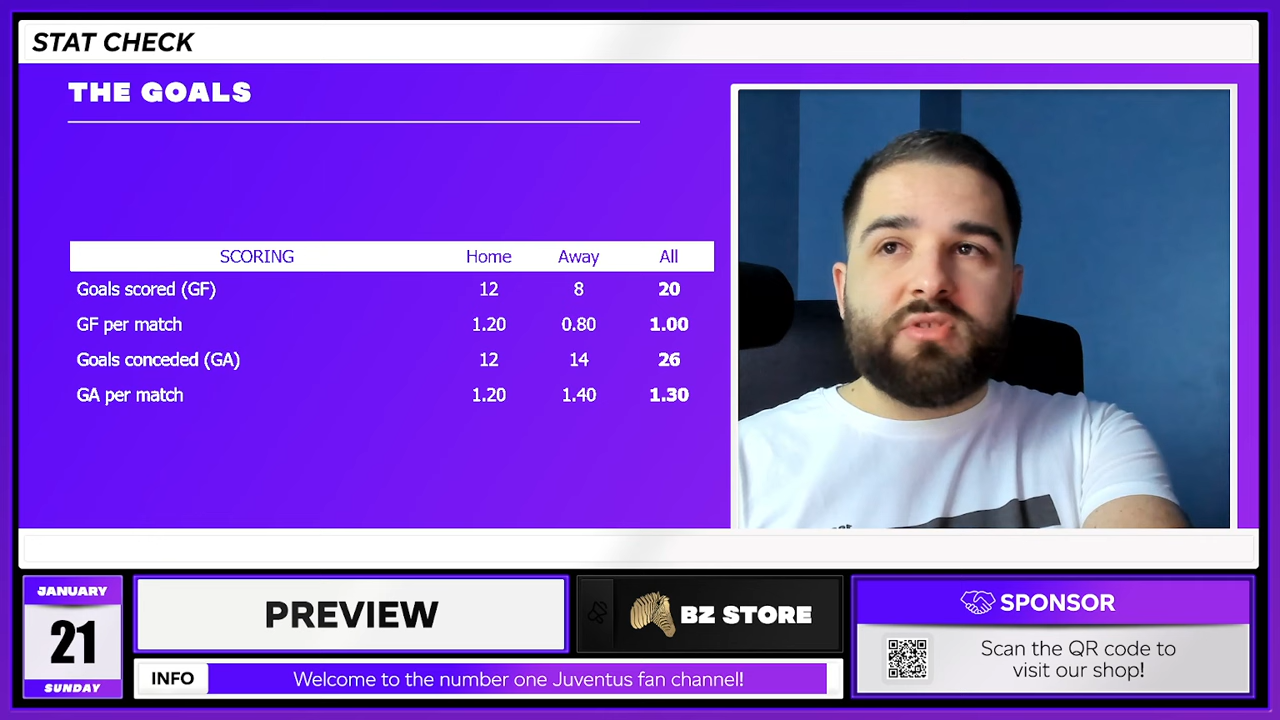 STAT CHECK
THE GOALS
SCORING Home Away All
Goals scored (GF) 12 8 20
GF per match 1.20 0.80 1.00
Goals conceded (GA) 12 14 26
GA per match 1.20 1.40 1.30
JANUARY
21
SUNDAY
PREVIEW
INFO
Welcome to the number one Juventus fan channel!
BZ STORE
SPONSOR
Scan the QR code to
visit our shop!